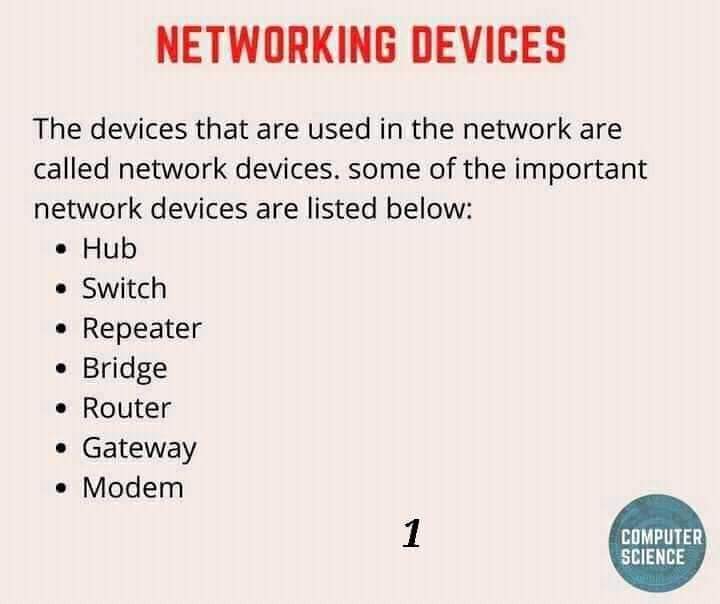 NETWORKING DEVICES
The devices that are used in the network are
called network devices. some of the important
network devices are listed below:
• Hub
• Switch
• Repeater
• Bridge
• Router
• Gateway
• Modem
1
COMPUTER
SCIENCE